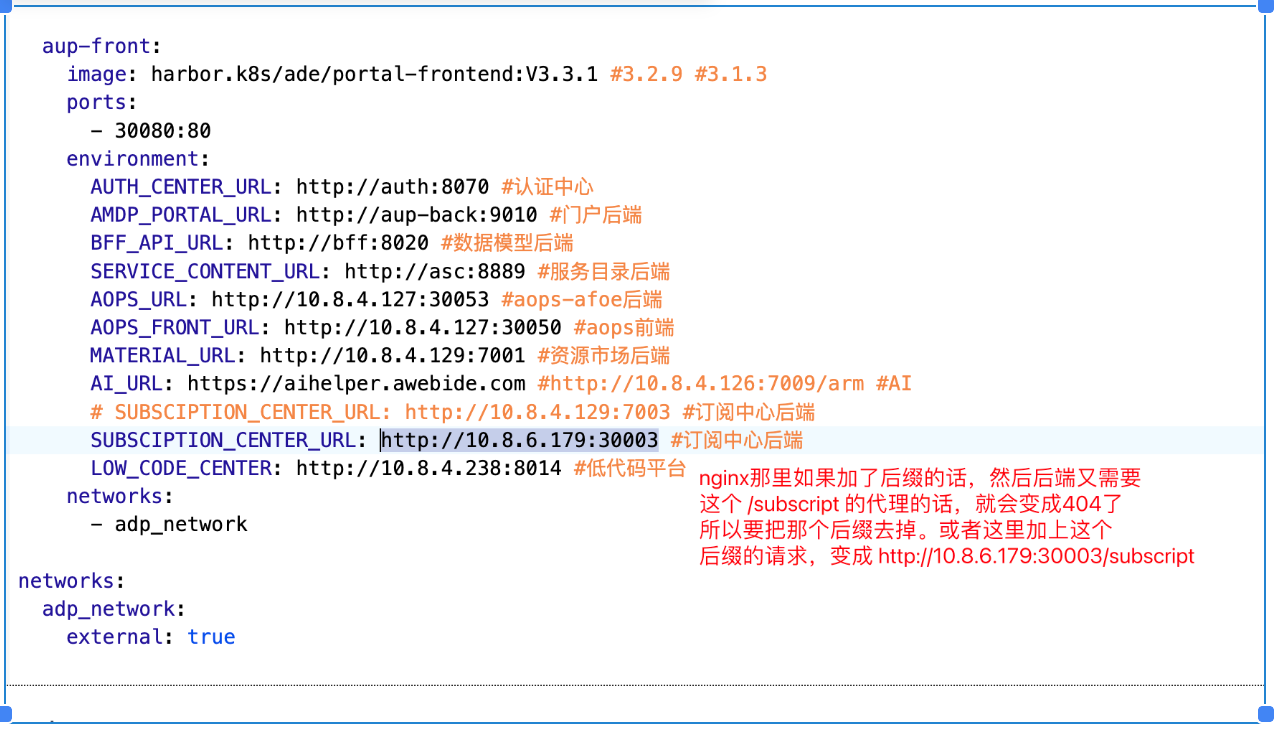 aup-front:
image: harbor.k8s/ade/portal-frontend:V3.3.1 #3.2.9 #3.1.3
ports:
- 30080:80
environment:
AUTH_CENTER_URL: http://auth:8070 #认证中心
AMDP_PORTAL_URL: http://aup-back:9010 #门户后端
BFF_API_URL: http://bff:8020 #数据模型后端
SERVICE_CONTENT_URL: http://asc:8889 #服务目录后端
AOPS_URL: http://10.8.4.127:30053 #aops-afoe后端
AOPS_FRONT_URL: http://10.8.4.127:30050 #aops前端
MATERIAL_URL: http://10.8.4.129:7001 #资源市场后端
AI_URL: https://aihelper.awebide.com #http://10.8.4.126:7009/arm #AI
# SUBSCIPTION_CENTER_URL: http://10.8.4.129:7003 #订阅中心后端
SUBSCIPTION_CENTER_URL: http://10.8.6.179:30003 #订阅中心后端
LOW_CODE_CENTER: http://10.8.4.238:8014 #低代码平台
nginx那里如果加了后缀的话，然后后端又需要
这个 /subscript 的代理的话，就会变成404了
所以要把那个后缀去掉。或者这里加上这个
后缀的请求，变成 http://10.8.6.179:30003/subscript
networks:
- adp_network
networks:
adp_network:
external: true